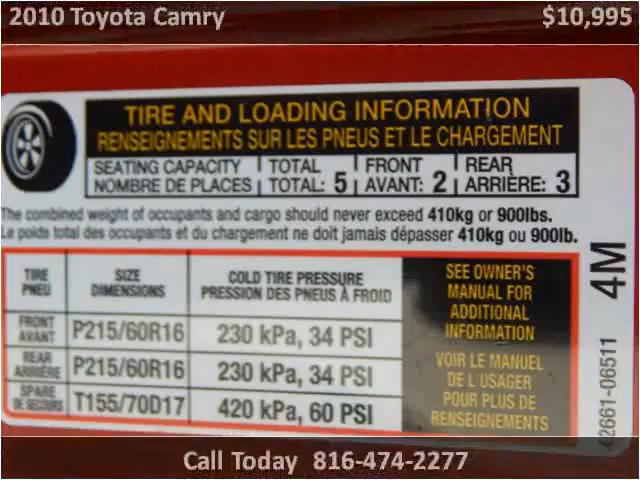 2010 Toyota Camry $10,995
TIRE AND LOADING INFORMATION
RENSEIGNEMENTS SUR LES PNEUS ET LE CHARGEMENT
SEATING CAPACITY TOTAL FRONT REAR
NOMBRE DE PLACES TOTAL: 5 AVANT: 2 ARRIÈRE: 3
The combined weight of occupants and cargo should never exceed 410kg or 900lbs.
Le poids total des occupants et du chargement ne doit jamais dépasser 410kg ou 900lb.
TIRE SIZE COLD TIRE PRESSURE
PNEU DIMENSIONS PRESSION DES PNEUS À FROID
FRONT
AVANT P215/60R16 230 kPa, 34 PSI
REAR
ARRIÈRE P215/60R16 230 kPa, 34 PSI
SPARE
DE SECOURS T155/70D17 420 kPa, 60 PSI
SEE OWNER'S
MANUAL FOR
ADDITIONAL
INFORMATION
VOIR LE MANUEL
DE L'USAGER
POUR PLUS DE
RENSEIGNEMENTS
42661-06511 4M
Call Today 816-474-2277